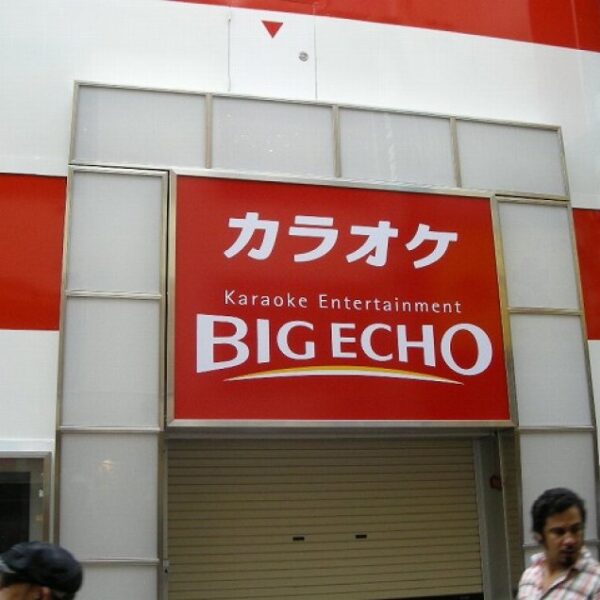 カラオケ
Karaoke Entertainment
BIG ECHO